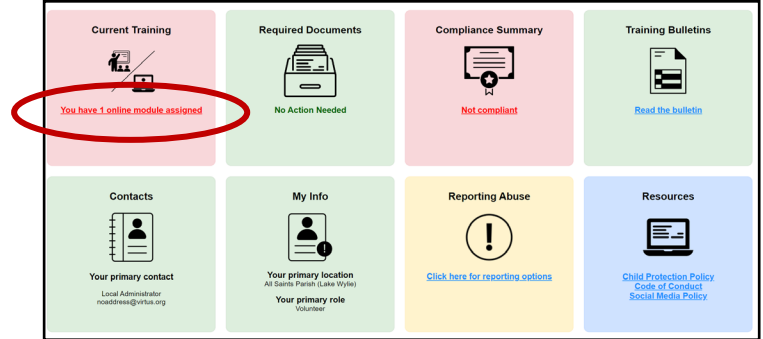 Current Training
You have 1 online module assigned
Required Documents
No Action Needed
Compliance Summary
Not compliant
Training Bulletins
Read the bulletin
Contacts
Your primary contact
Local Administrator
noaddress@virtus.org
My Info
Your primary location
All Saints Parish (Lake Wylie)
Your primary role
Volunteer
Reporting Abuse
Click here for reporting options
Resources
Child Protection Policy
Code of Conduct
Social Media Policy